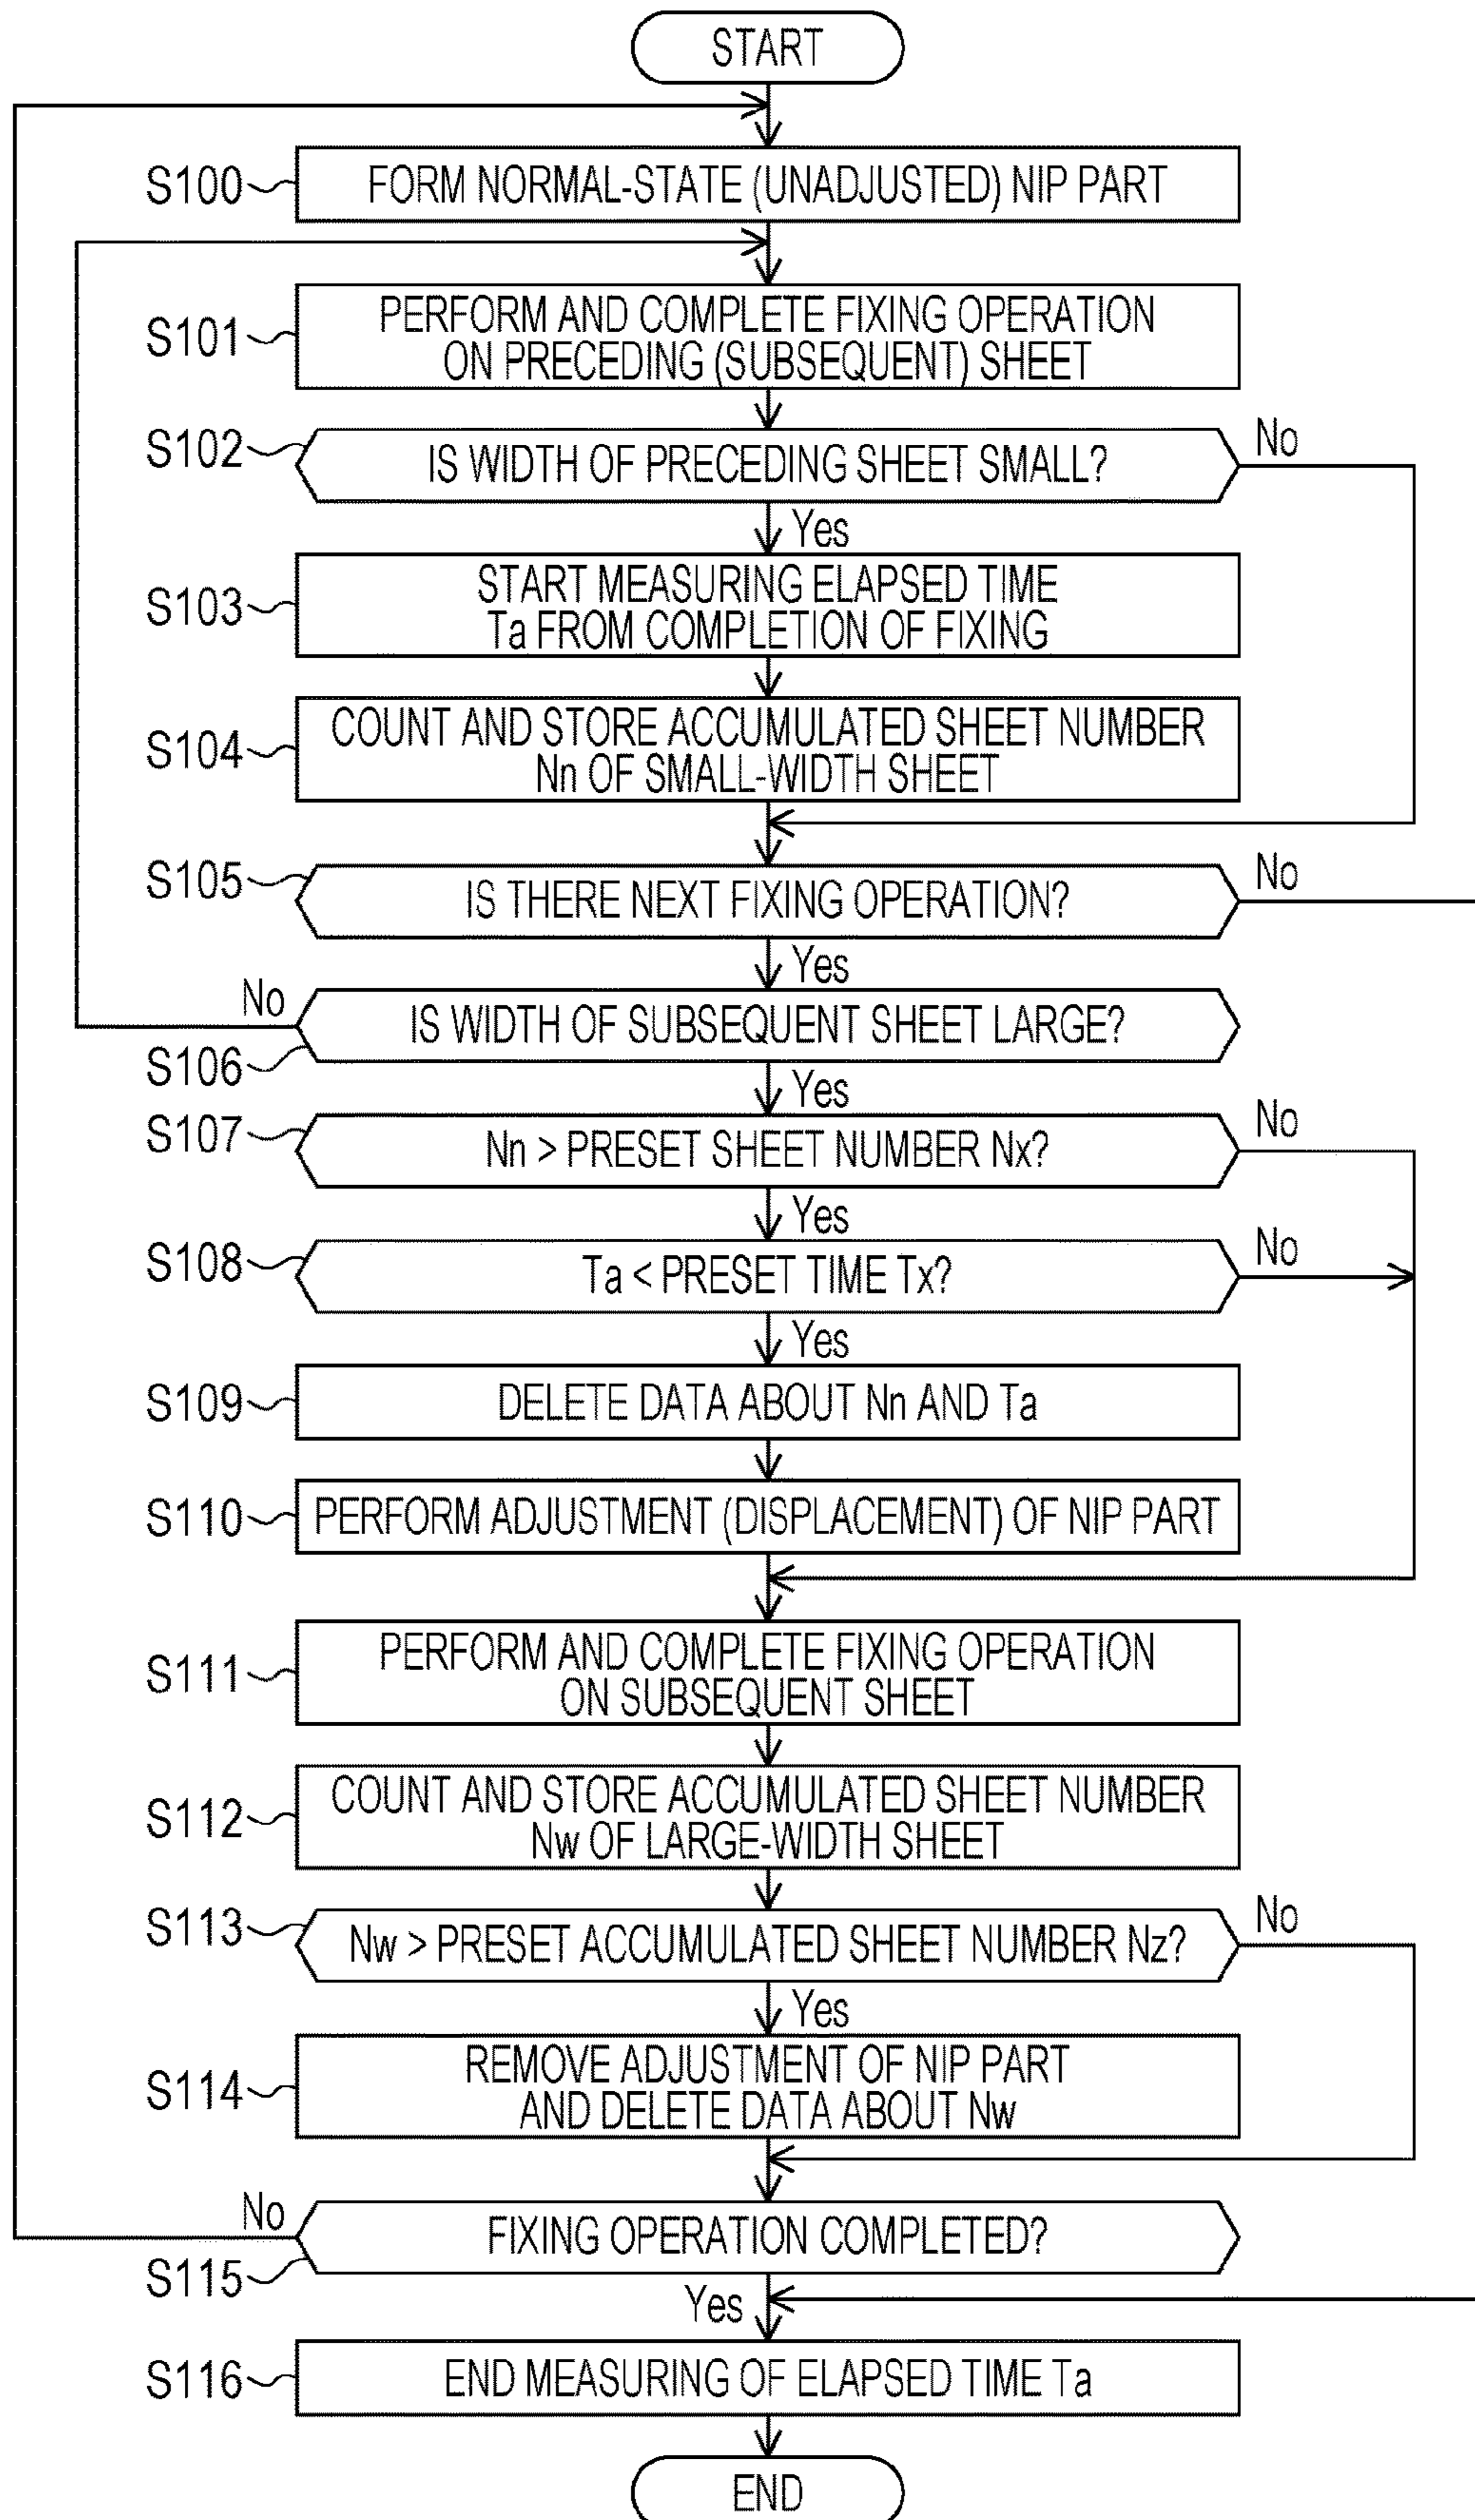 START
S100
FORM NORMAL-STATE (UNADJUSTED) NIP PART
S101
PERFORM AND COMPLETE FIXING OPERATION
ON PRECEDING (SUBSEQUENT) SHEET
S102
IS WIDTH OF PRECEDING SHEET SMALL?
No
Yes
S103
START MEASURING ELAPSED TIME
Ta FROM COMPLETION OF FIXING
S104
COUNT AND STORE ACCUMULATED SHEET NUMBER
Nn OF SMALL-WIDTH SHEET
S105
IS THERE NEXT FIXING OPERATION?
No
Yes
No
IS WIDTH OF SUBSEQUENT SHEET LARGE?
S106
Yes
S107
Nn > PRESET SHEET NUMBER Nx?
No
Yes
S108
Ta < PRESET TIME Tx?
No
Yes
S109
DELETE DATA ABOUT Nn AND Ta
S110
PERFORM ADJUSTMENT (DISPLACEMENT) OF NIP PART
S111
PERFORM AND COMPLETE FIXING OPERATION
ON SUBSEQUENT SHEET
S112
COUNT AND STORE ACCUMULATED SHEET NUMBER
Nw OF LARGE-WIDTH SHEET
S113
Nw > PRESET ACCUMULATED SHEET NUMBER Nz?
No
Yes
S114
REMOVE ADJUSTMENT OF NIP PART
AND DELETE DATA ABOUT Nw
No
FIXING OPERATION COMPLETED?
S115
Yes
S116
END MEASURING OF ELAPSED TIME Ta
END